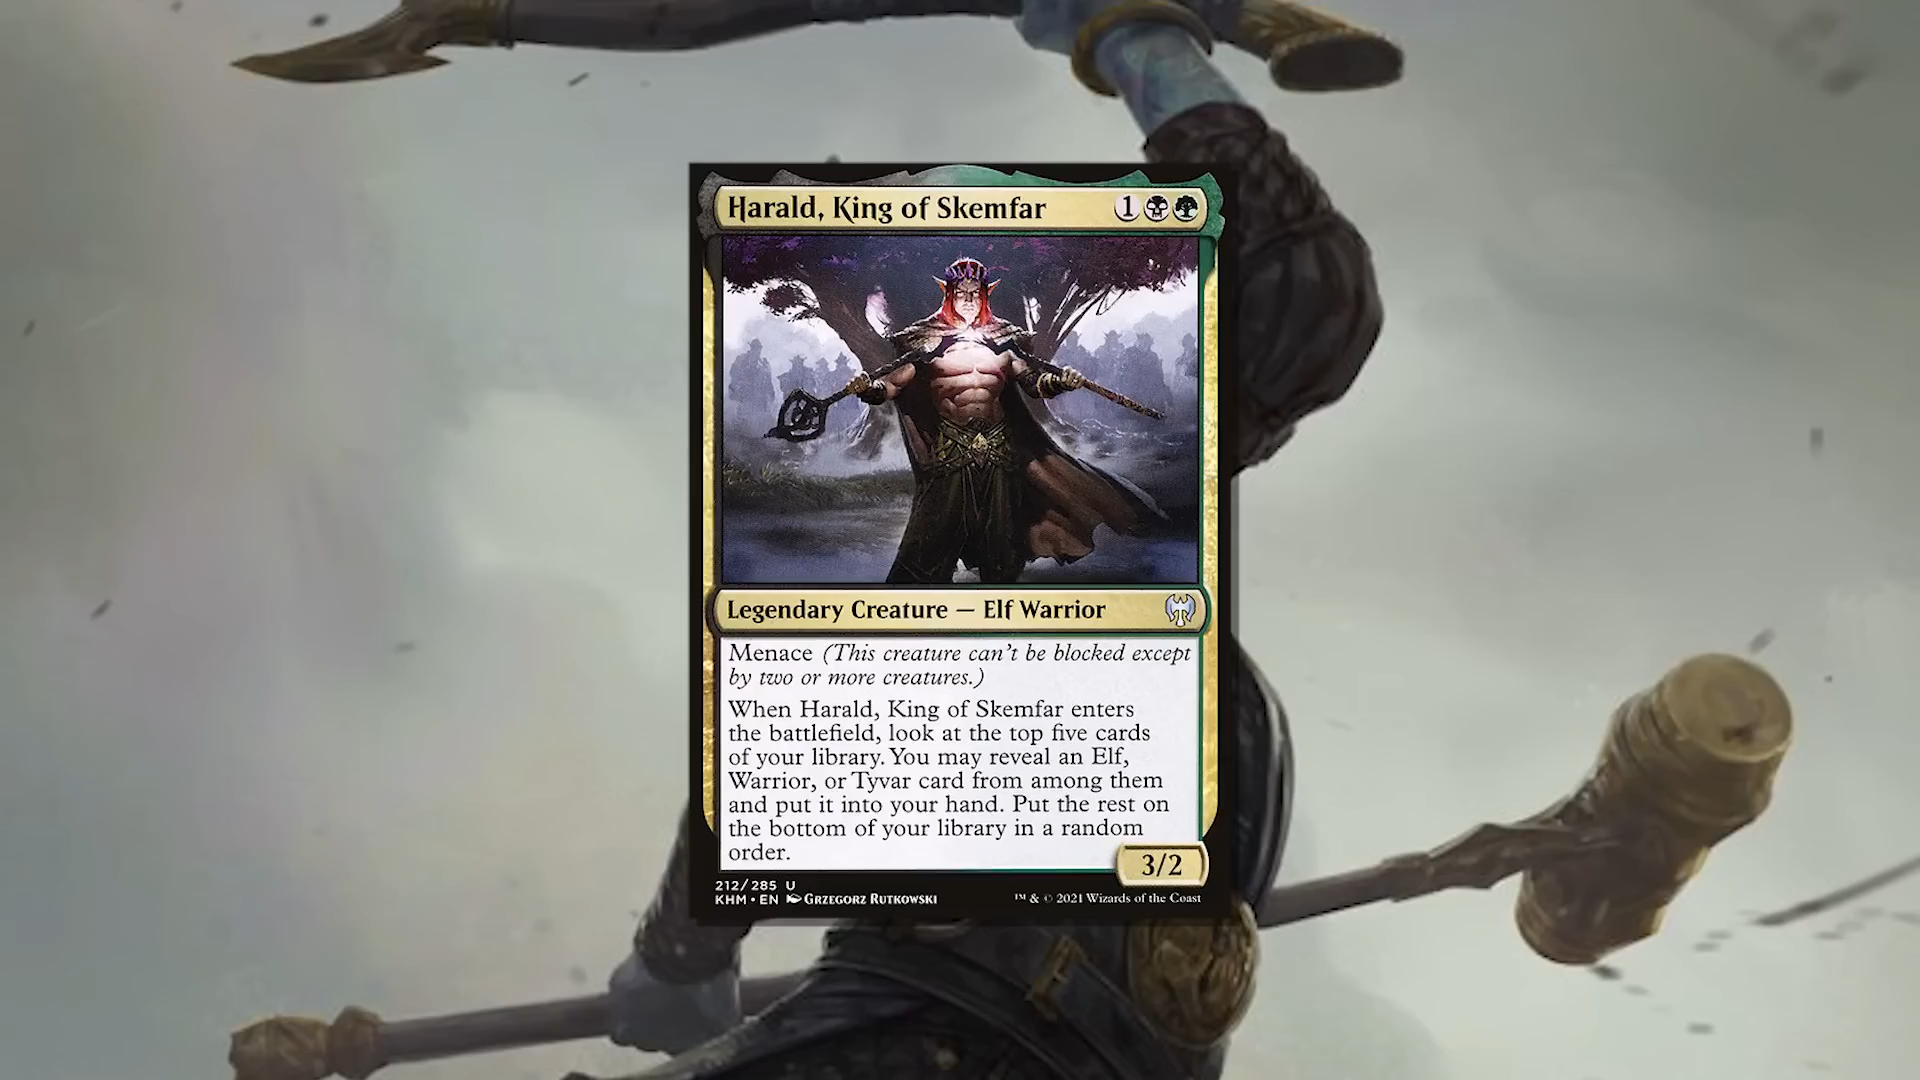 Harald, King of Skemfar 1
Legendary Creature — Elf Warrior
Menace (This creature can't be blocked except
by two or more creatures.)
When Harald, King of Skemfar enters
the battlefield, look at the top five cards
of your library. You may reveal an Elf,
Warrior, or Tyvar card from among them
and put it into your hand. Put the rest on
the bottom of your library in a random
order.
3/2
212/285 U
KHM • EN Grzegorz Rutkowski
™ & © 2021 Wizards of the Coast